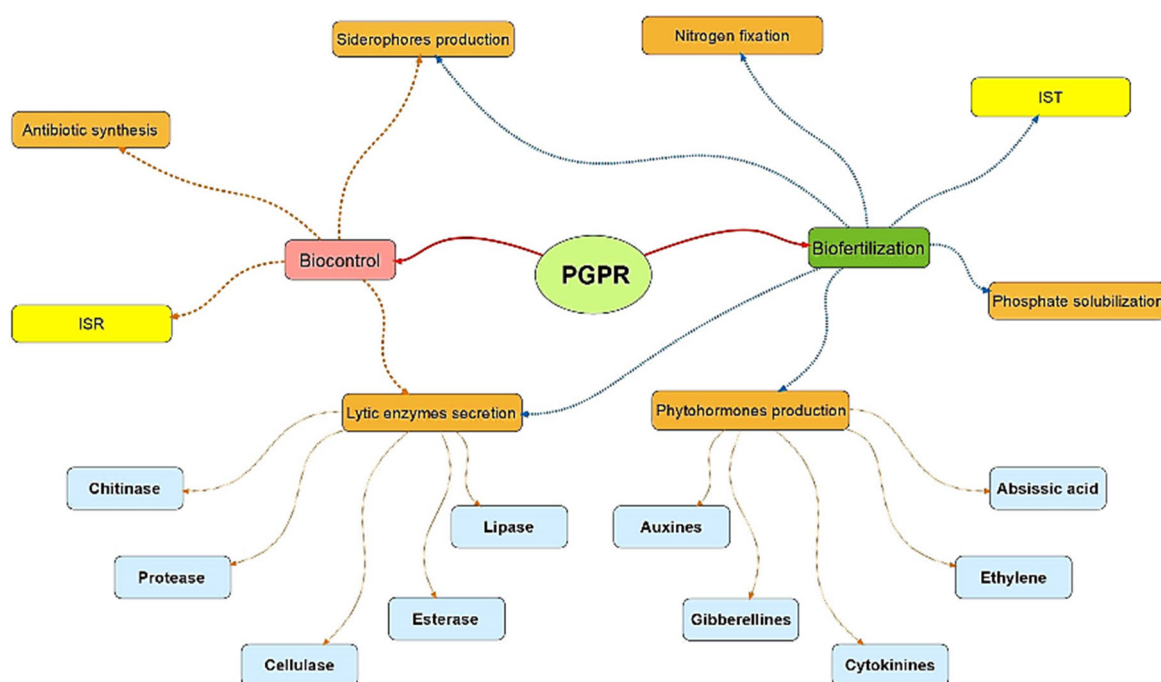 Siderophores production
Nitrogen fixation
IST
Antibiotic synthesis
Biocontrol
PGPR
Biofertilization
Phosphate solubilization
ISR
Lytic enzymes secretion
Phytohormones production
Chitinase
Protease
Cellulase
Esterase
Lipase
Auxines
Gibberellines
Cytokinines
Ethylene
Absissic acid